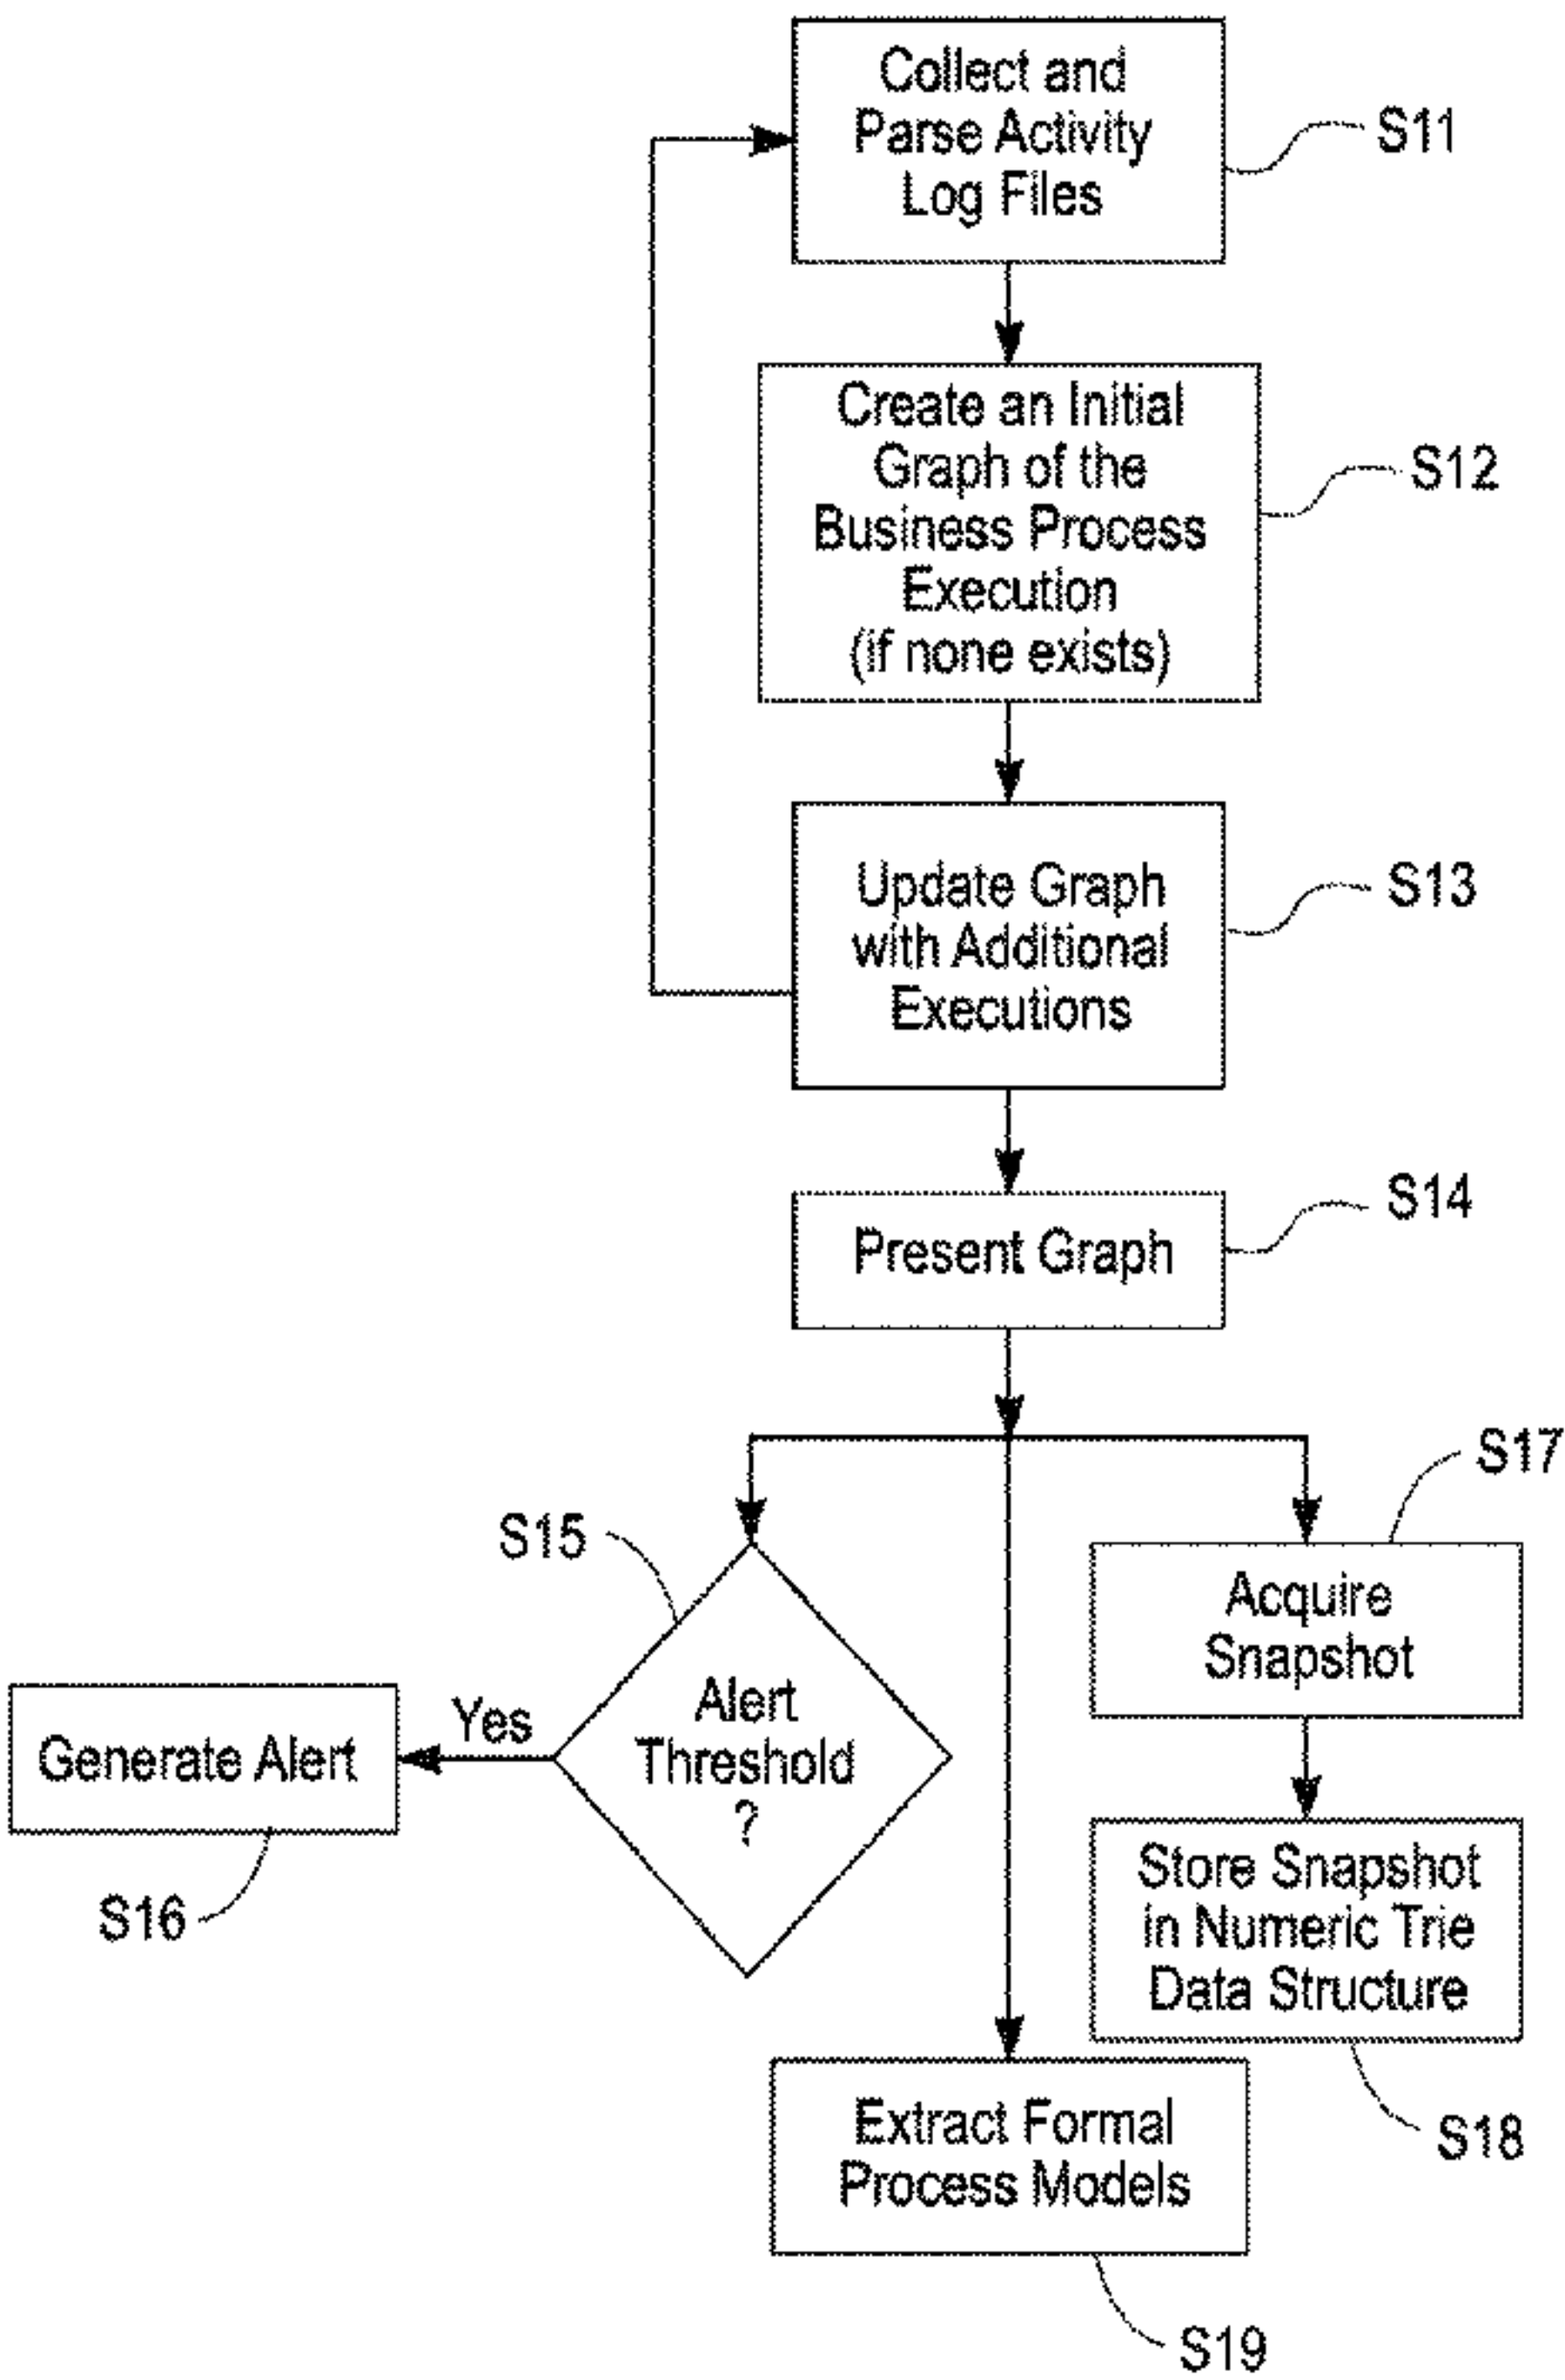 Collect and
Parse Activity
Log Files
S11
Create an Initial
Graph of the
Business Process
Execution
(if none exists)
S12
Update Graph
with Additional
Executions
S13
Present Graph
S14
S15
Alert
Threshold
?
Yes
Generate Alert
S16
S17
Acquire
Snapshot
Store Snapshot
in Numeric Trie
Data Structure
S18
Extract Formal
Process Models
S19